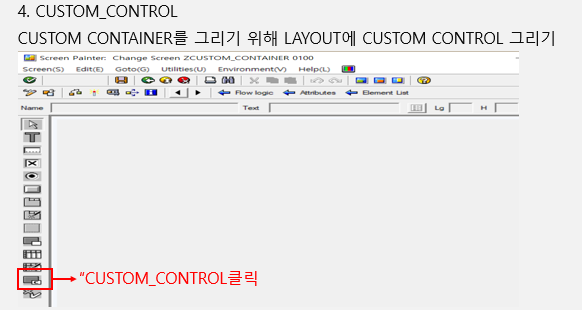 4. CUSTOM_CONTROL
CUSTOM CONTAINER를 그리기 위해 LAYOUT에 CUSTOM CONTROL 그리기
Screen Painter: Change Screen ZCUSTOM_CONTAINER 0100
Screen(S) Edit(E) Goto(G) Utilities(U) Environment(V) Help(L)
Flow logic Attributes Element List
Name Text Lg H
"CUSTOM_CONTROL클릭